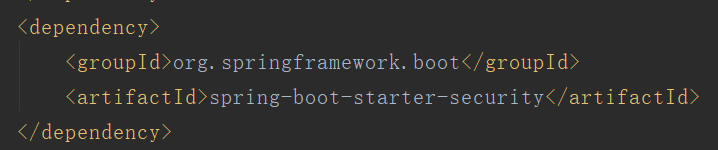 <dependency>
<groupId>org.springframework.boot</groupId>
<artifactId>spring-boot-starter-security</artifactId>
</dependency>